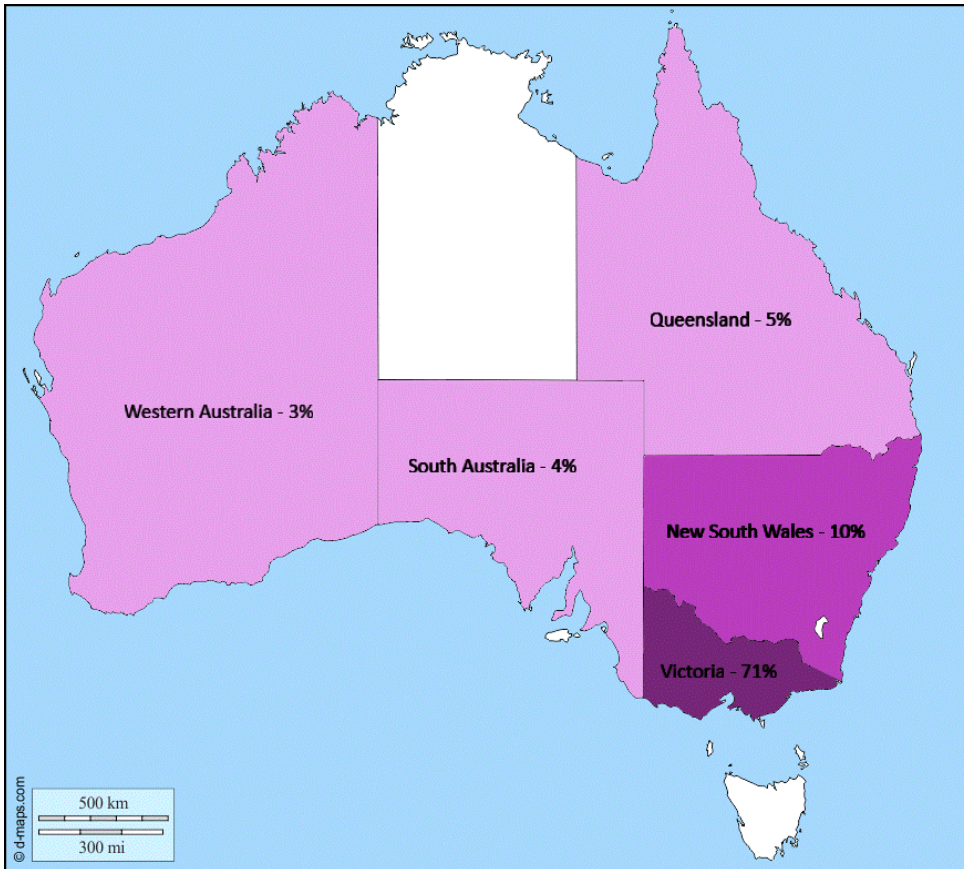 Queensland - 5%
Western Australia - 3%
South Australia - 4%
New South Wales - 10%
Victoria - 71%
500 km
300 mi
© d-maps.com